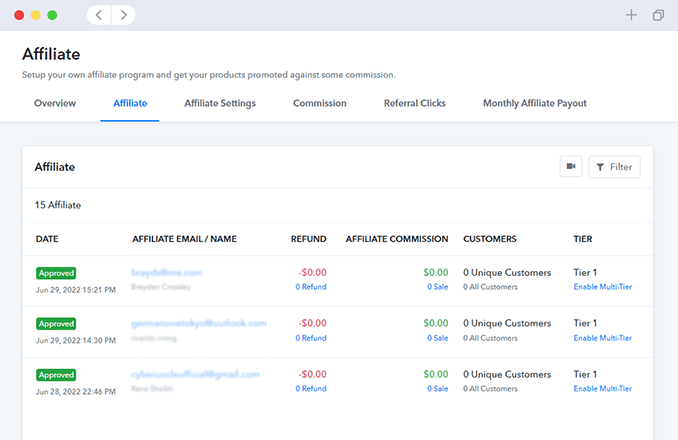 Affiliate
Setup your own affiliate program and get your products promoted against some commission.
Overview Affiliate Affiliate Settings Commission Referral Clicks Monthly Affiliate Payout
Affiliate Filter
15 Affiliate
DATE AFFILIATE EMAIL / NAME REFUND AFFILIATE COMMISSION CUSTOMERS TIER
Approved -$0.00 $0.00 0 Unique Customers Tier 1
Jun 29, 2022 15:21 PM 0 Refund 0 Sale 0 All Customers Enable Multi-Tier
Approved -$0.00 $0.00 0 Unique Customers Tier 1
Jun 29, 2022 14:30 PM 0 Refund 0 Sale 0 All Customers Enable Multi-Tier
Approved -$0.00 $0.00 0 Unique Customers Tier 1
Jun 28, 2022 22:46 PM 0 Refund 0 Sale 0 All Customers Enable Multi-Tier